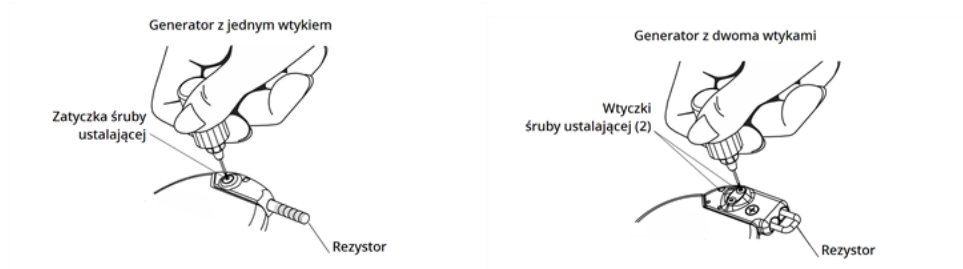 Generator z jednym wtykiem
Zatyczka śruby
ustalającej
Rezystor
Generator z dwoma wtykami
Wtyczki
śruby ustalającej (2)
Rezystor